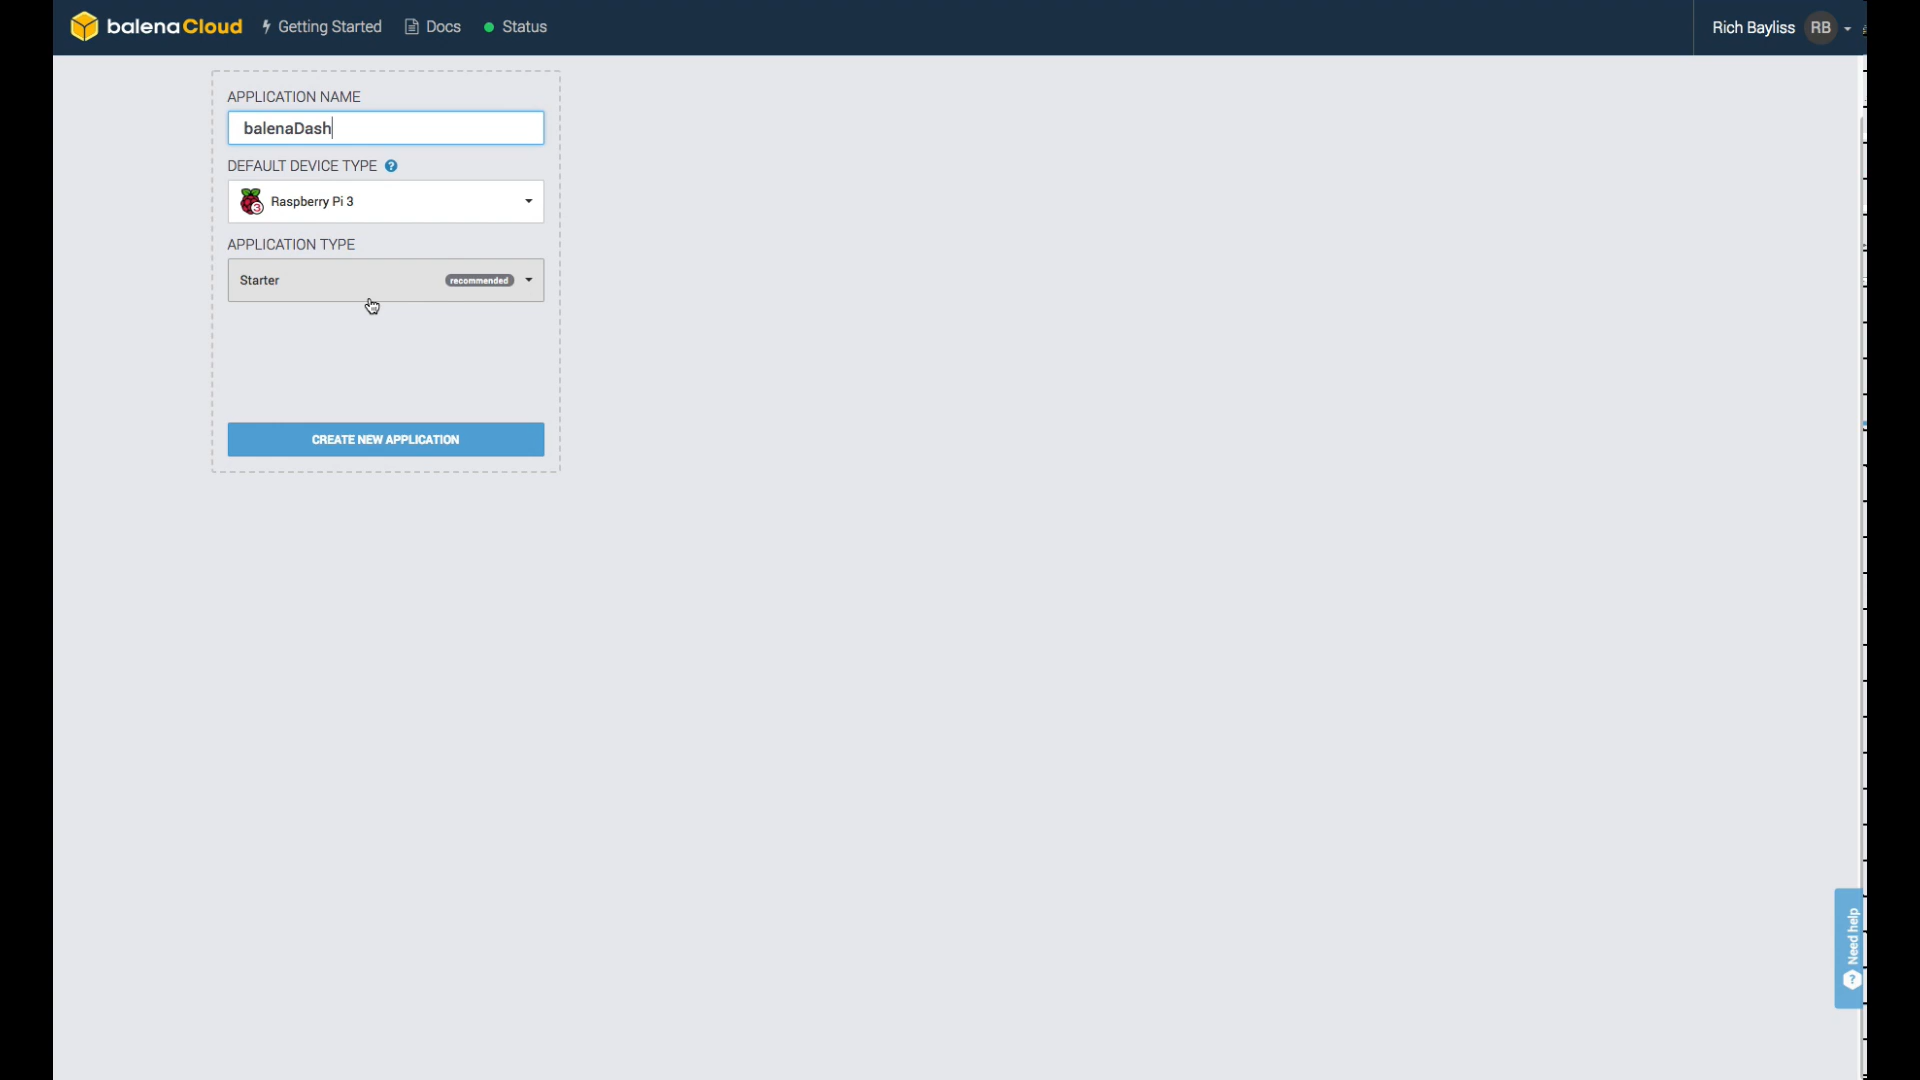 balenaCloud Getting Started Docs Status Rich Bayliss RB
APPLICATION NAME
balenaDash
DEFAULT DEVICE TYPE ?
3 Raspberry Pi 3
APPLICATION TYPE
Starter recommended
CREATE NEW APPLICATION
? Need help